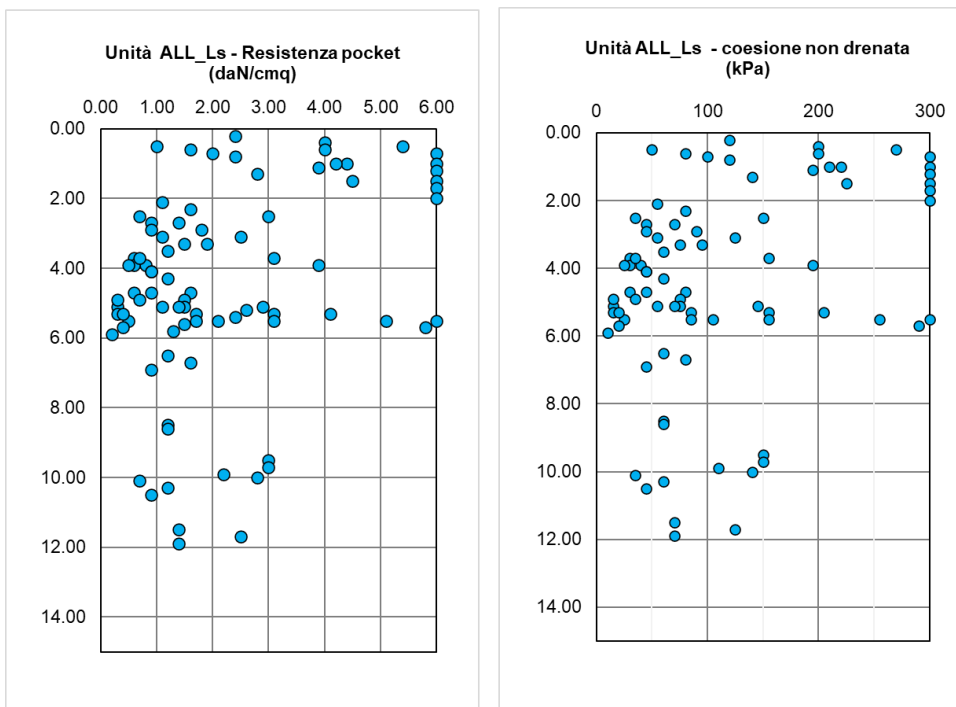 Unità ALL_Ls - Resistenza pocket
(daN/cmq)
0.00 1.00 2.00 3.00 4.00 5.00 6.00
0.00
2.00
4.00
6.00
8.00
10.00
12.00
14.00
Unità ALL_Ls - coesione non drenata
(kPa)
0 100 200 300
0.00
2.00
4.00
6.00
8.00
10.00
12.00
14.00